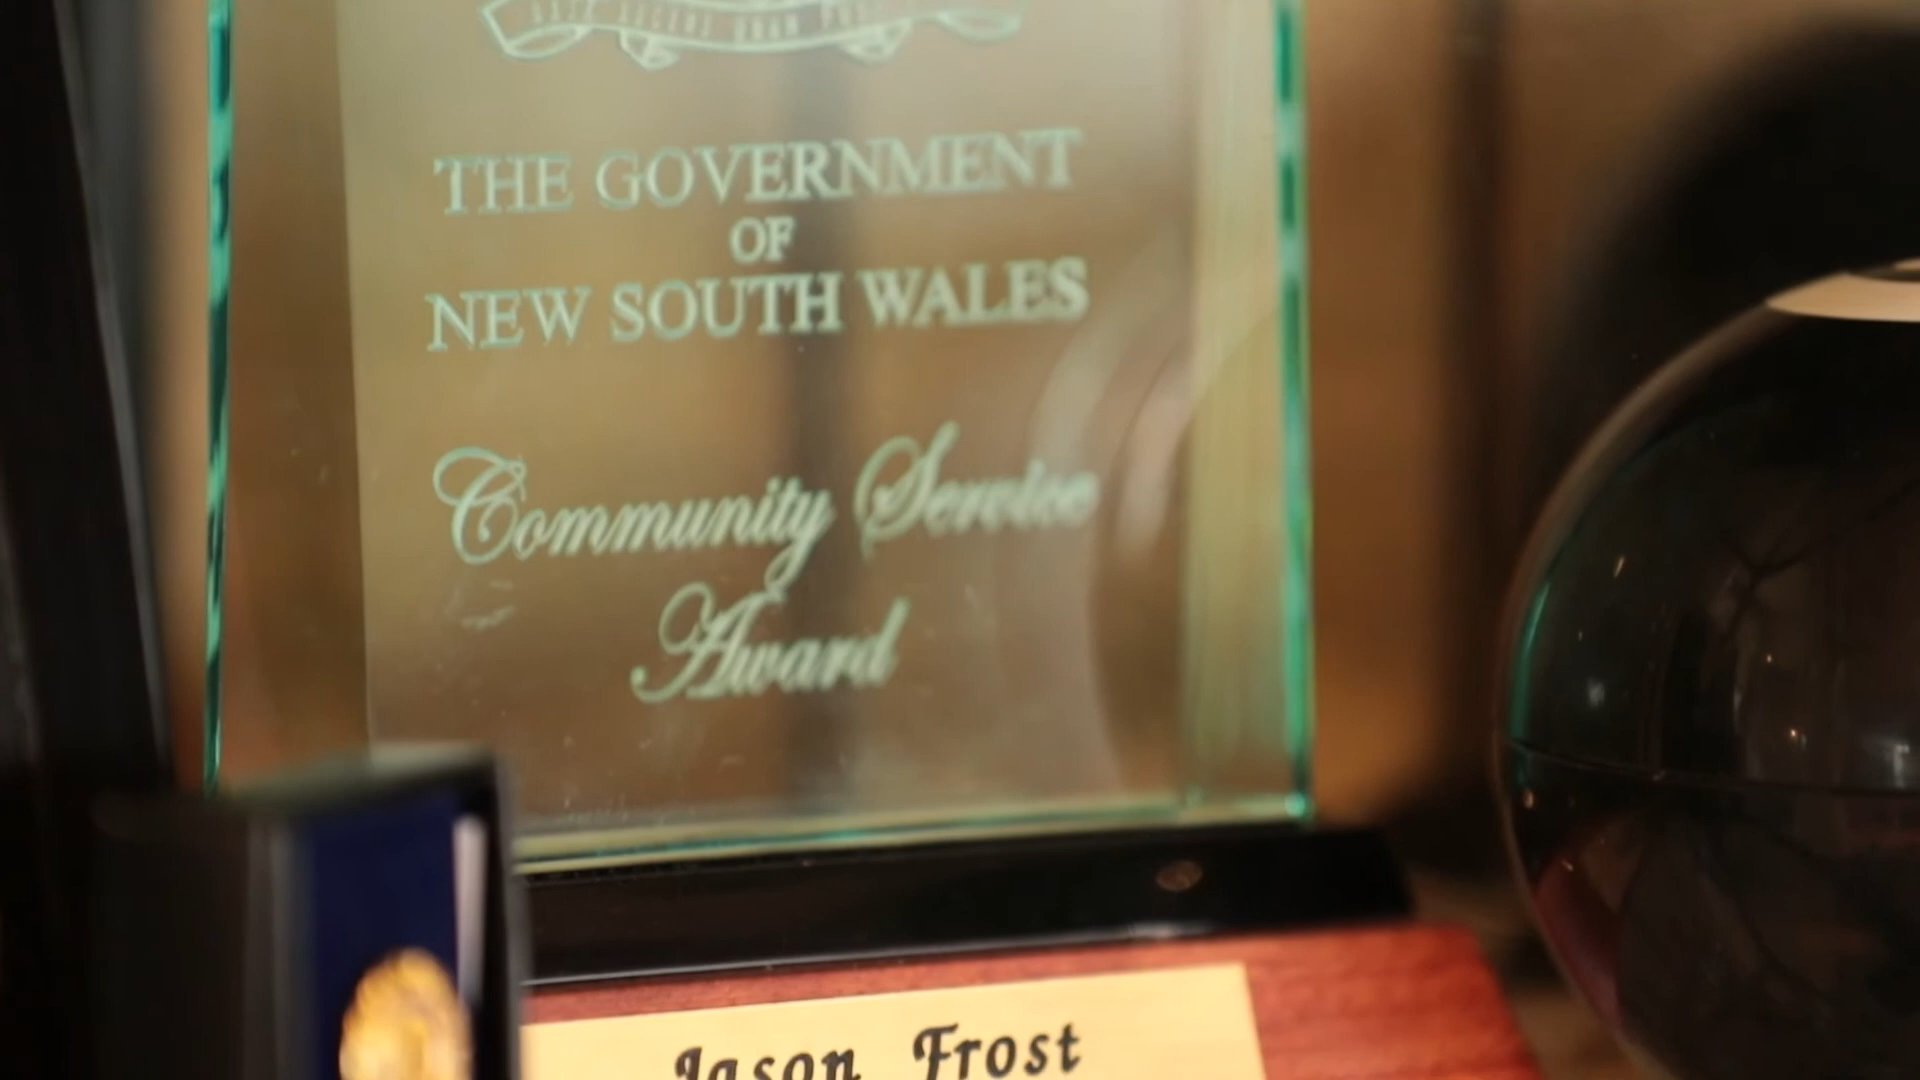 THE GOVERNMENT
OF
NEW SOUTH WALES
Community Service
Award
Jason Frost